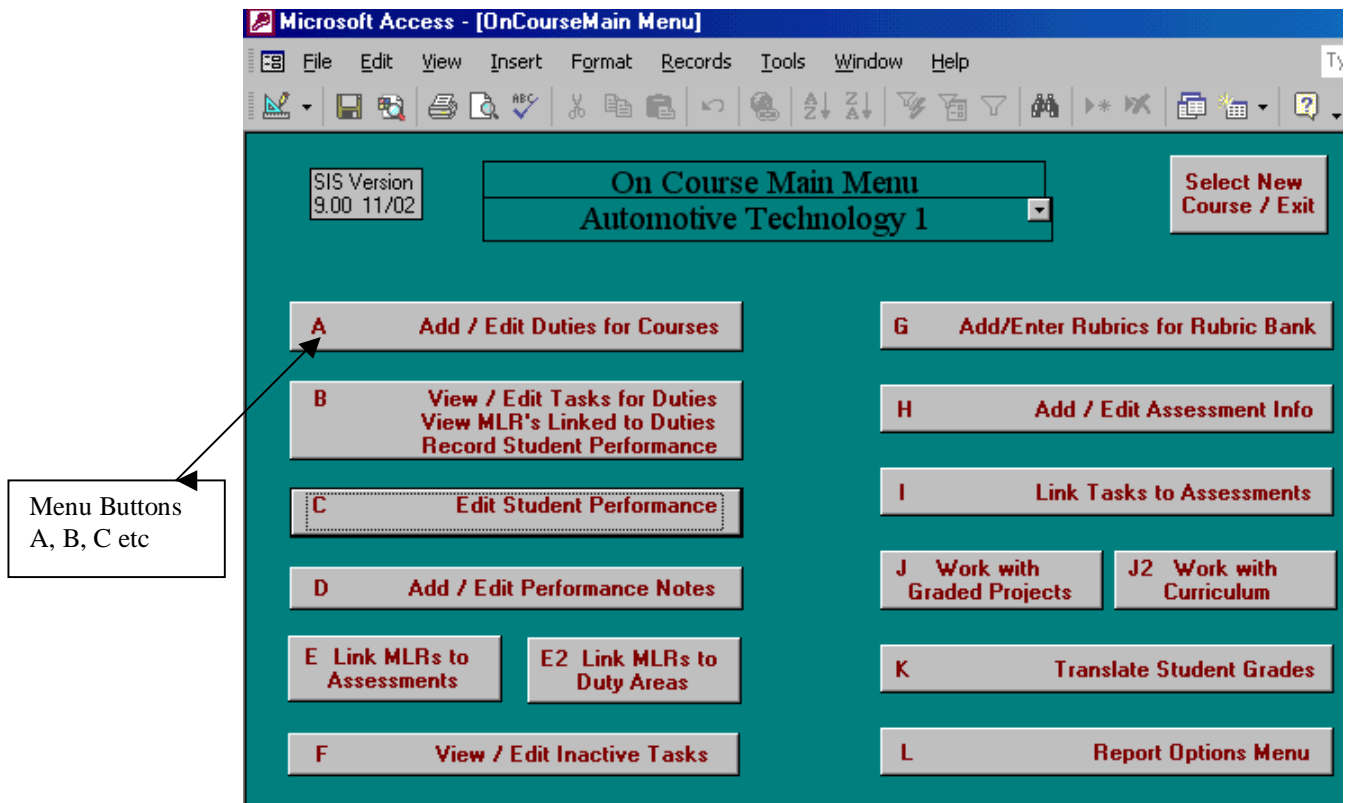 Microsoft Access - [OnCourseMain Menu]
File Edit View Insert Format Records Tools Window Help
SIS Version
9.00 11/02
On Course Main Menu
Automotive Technology 1
Select New
Course / Exit
A Add / Edit Duties for Courses
B View / Edit Tasks for Duties
View MLR's Linked to Duties
Record Student Performance
C Edit Student Performance
D Add / Edit Performance Notes
E Link MLRs to
Assessments
E2 Link MLRs to
Duty Areas
F View / Edit Inactive Tasks
G Add/Enter Rubrics for Rubric Bank
H Add / Edit Assessment Info
I Link Tasks to Assessments
J Work with
Graded Projects
J2 Work with
Curriculum
K Translate Student Grades
L Report Options Menu
Menu Buttons
A, B, C etc